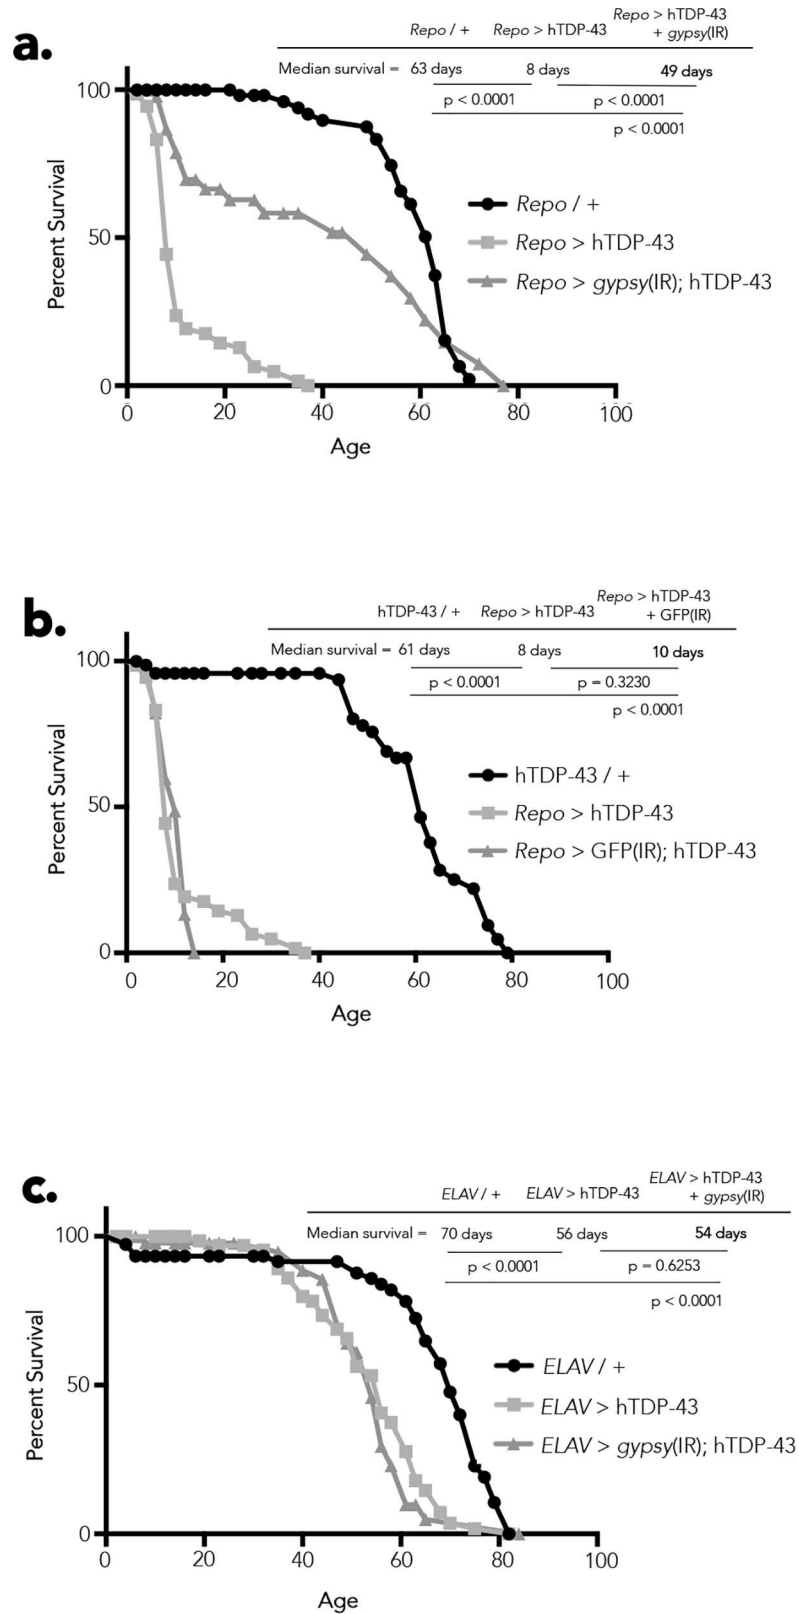 a.
Repo / + Repo > hTDP-43 Repo > hTDP-43 + gypsy(IR)
Median survival = 63 days 8 days 49 days
p < 0.0001 p < 0.0001
p < 0.0001
100
50
0
Percent Survival
Repo / +
Repo > hTDP-43
Repo > gypsy(IR); hTDP-43
0 20 40 60 80 100
Age
b.
hTDP-43 / + Repo > hTDP-43 Repo > hTDP-43 + GFP(IR)
Median survival = 61 days 8 days 10 days
p < 0.0001 p = 0.3230
p < 0.0001
100
50
0
Percent Survival
hTDP-43 / +
Repo > hTDP-43
Repo > GFP(IR); hTDP-43
0 20 40 60 80 100
Age
c.
ELAV / + ELAV > hTDP-43 ELAV > hTDP-43 + gypsy(IR)
Median survival = 70 days 56 days 54 days
p < 0.0001 p = 0.6253
p < 0.0001
100
50
0
Percent Survival
ELAV / +
ELAV > hTDP-43
ELAV > gypsy(IR); hTDP-43
0 20 40 60 80 100
Age